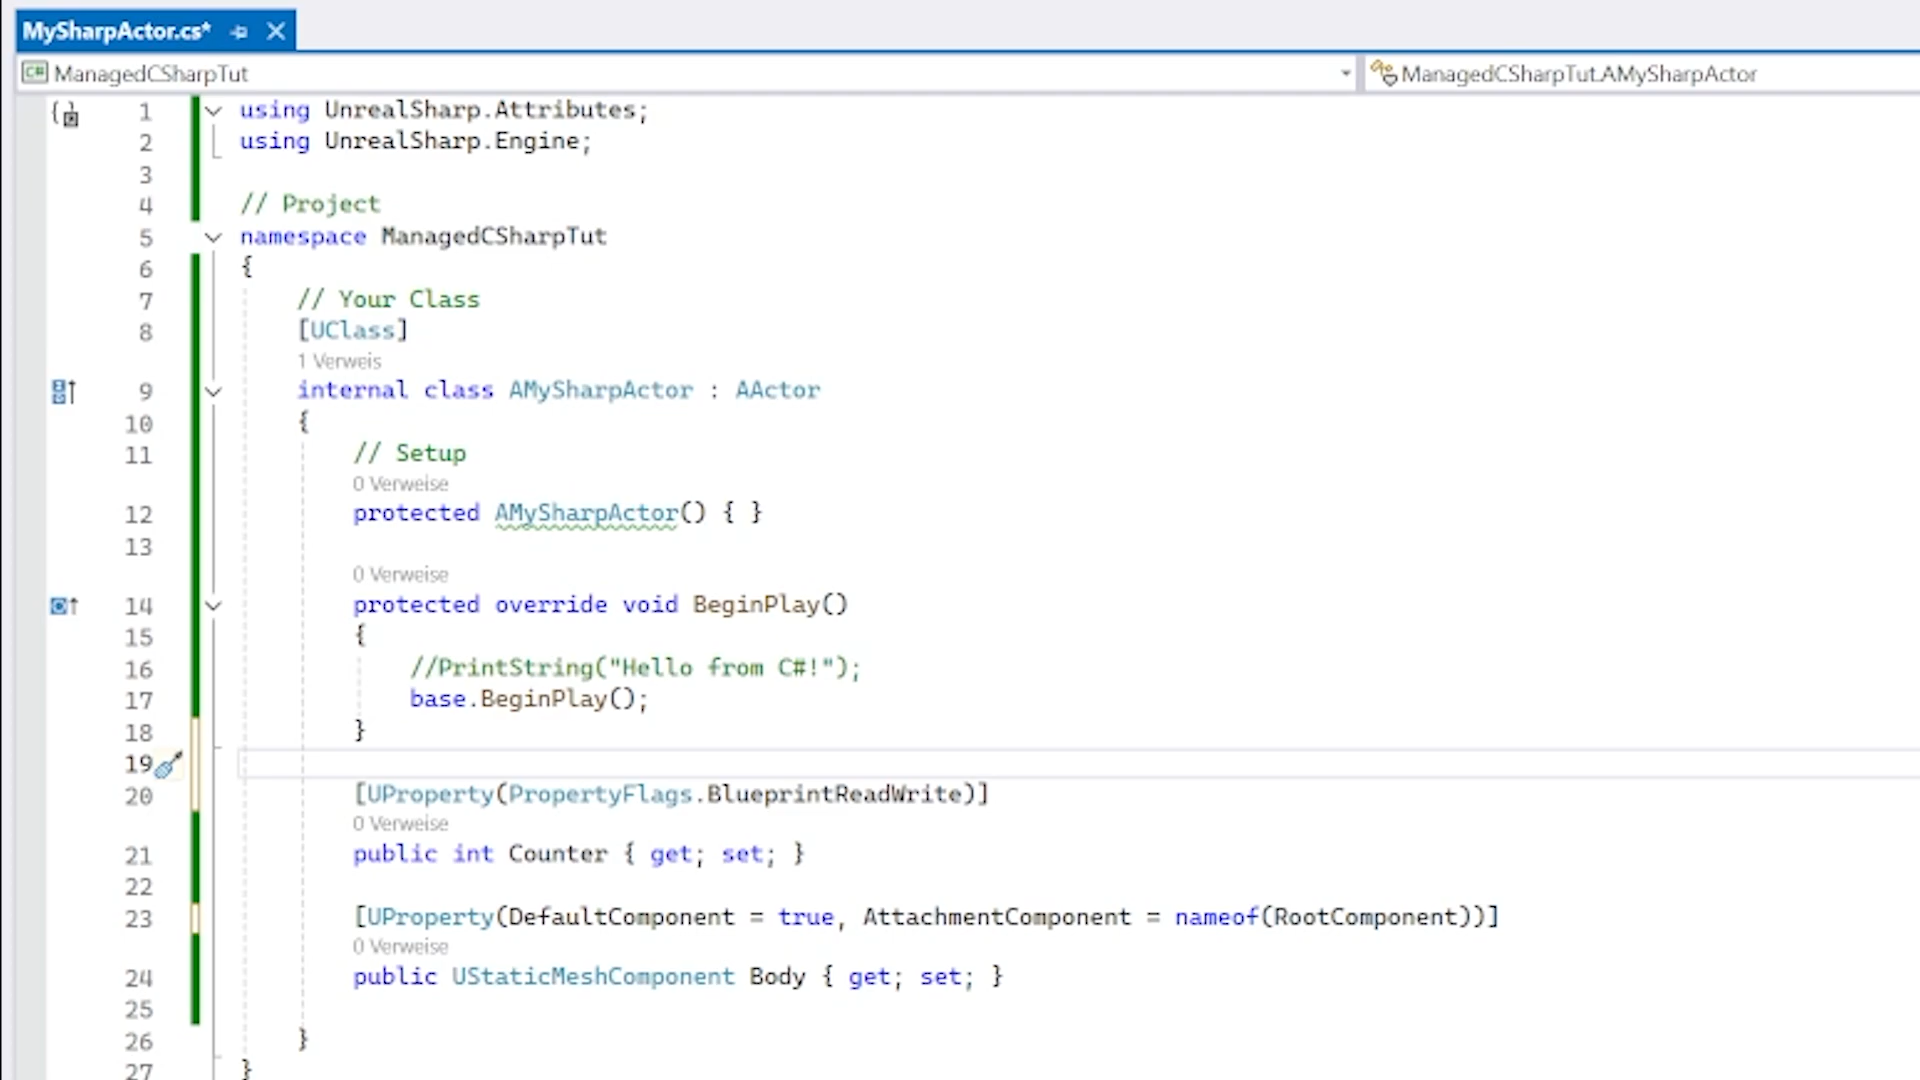 MySharpActor.cs*
C# ManagedCSharpTut ManagedCSharpTut.AMySharpActor
1 using UnrealSharp.Attributes;
2 using UnrealSharp.Engine;
3
4 // Project
5 namespace ManagedCSharpTut
6 {
7 // Your Class
8 [UClass]
1 Verweis
9 internal class AMySharpActor : AActor
10 {
11 // Setup
0 Verweise
12 protected AMySharpActor() { }
13
0 Verweise
14 protected override void BeginPlay()
15 {
16 //PrintString("Hello from C#!");
17 base.BeginPlay();
18 }
19
20 [UProperty(PropertyFlags.BlueprintReadWrite)]
0 Verweise
21 public int Counter { get; set; }
22
23 [UProperty(DefaultComponent = true, AttachmentComponent = nameof(RootComponent))]
0 Verweise
24 public UStaticMeshComponent Body { get; set; }
25
26 }
27 }